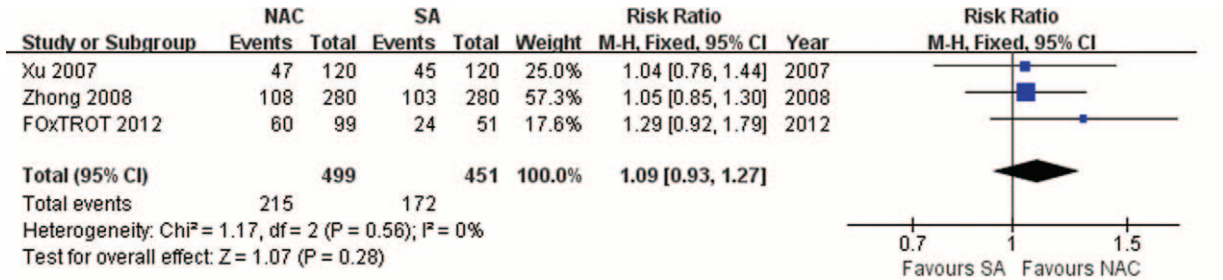 NAC SA Risk Ratio Risk Ratio
Study or Subgroup Events Total Events Total Weight M-H, Fixed, 95% CI Year M-H, Fixed, 95% CI
Xu 2007 47 120 45 120 25.0% 1.04 [0.76, 1.44] 2007
Zhong 2008 108 280 103 280 57.3% 1.05 [0.85, 1.30] 2008
FOxTROT 2012 60 99 24 51 17.6% 1.29 [0.92, 1.79] 2012
Total (95% CI) 499 451 100.0% 1.09 [0.93, 1.27]
Total events 215 172
Heterogeneity: Chi² = 1.17, df = 2 (P = 0.56); I² = 0%
Test for overall effect: Z = 1.07 (P = 0.28)
0.7 1 1.5
Favours SA Favours NAC